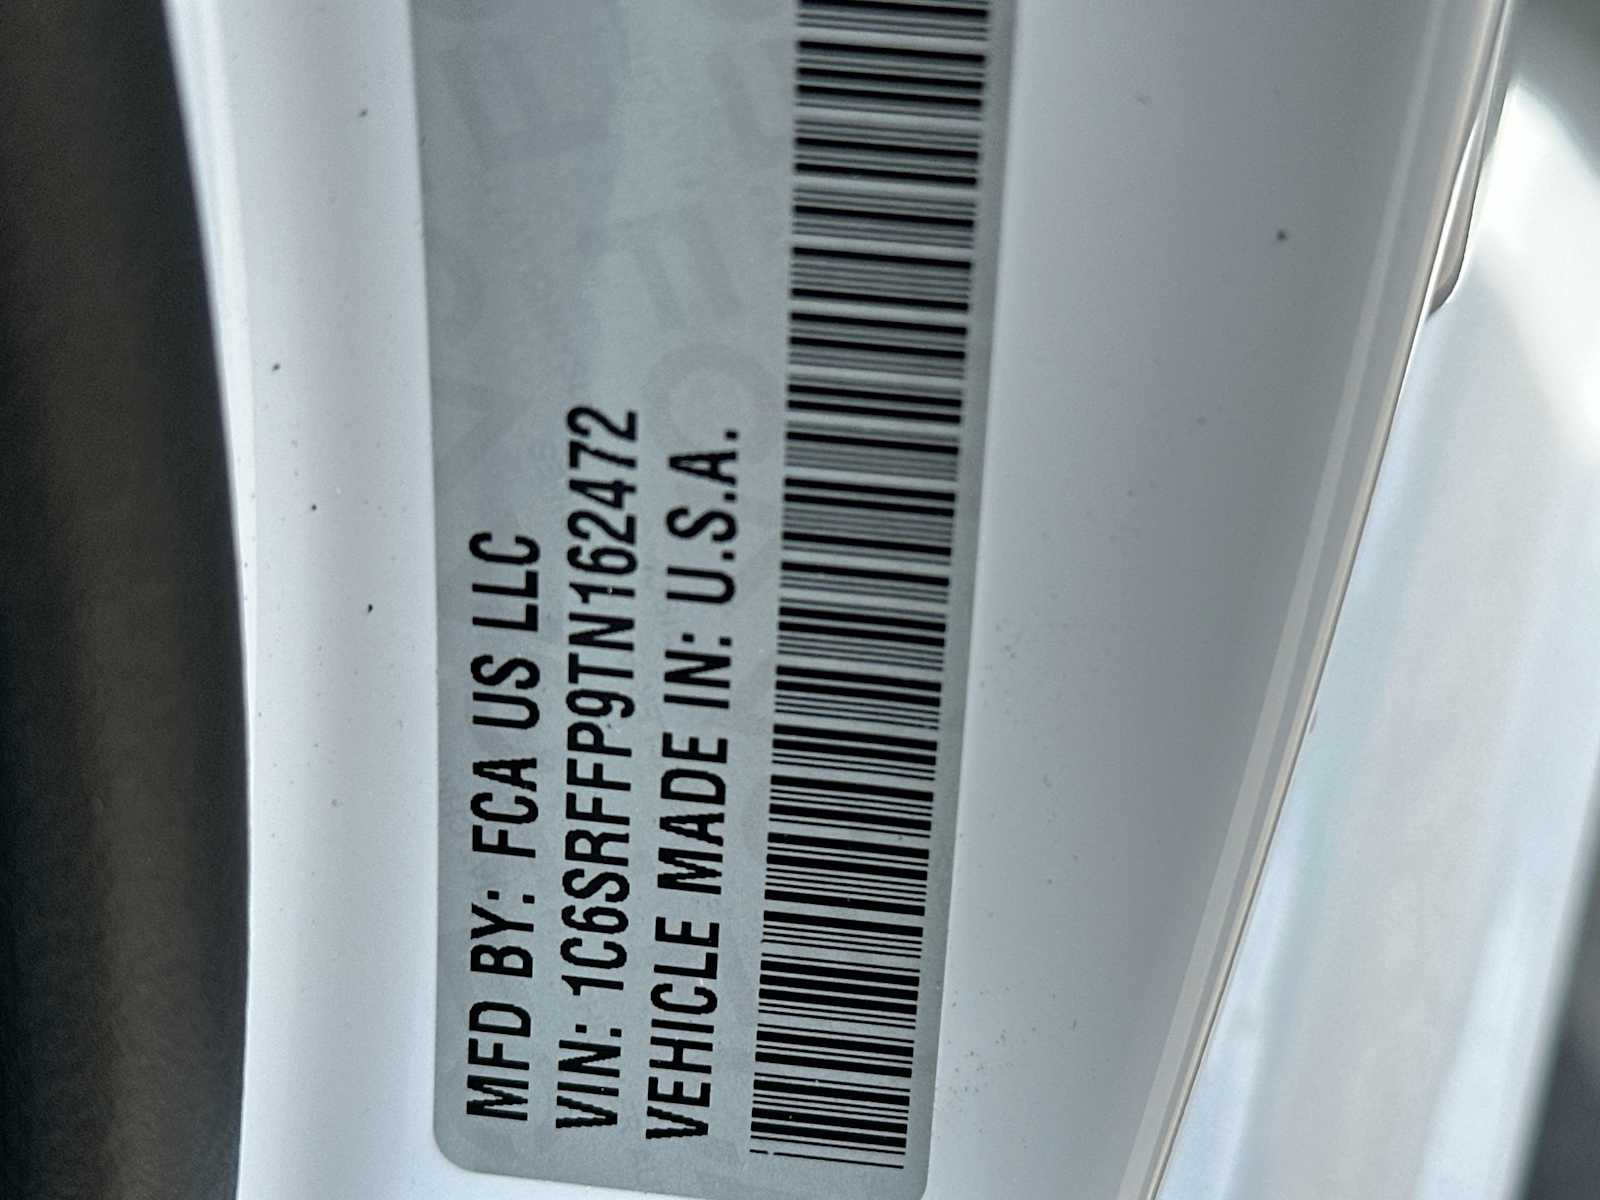 MFD BY: FCA US LLC
VIN: 1C6SRFFP9TN162472
VEHICLE MADE IN: U.S.A.